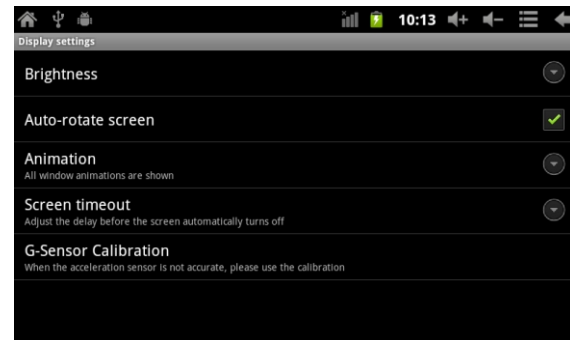 10:13
Display settings
Brightness
Auto-rotate screen
Animation
All window animations are shown
Screen timeout
Adjust the delay before the screen automatically turns off
G-Sensor Calibration
When the acceleration sensor is not accurate, please use the calibration